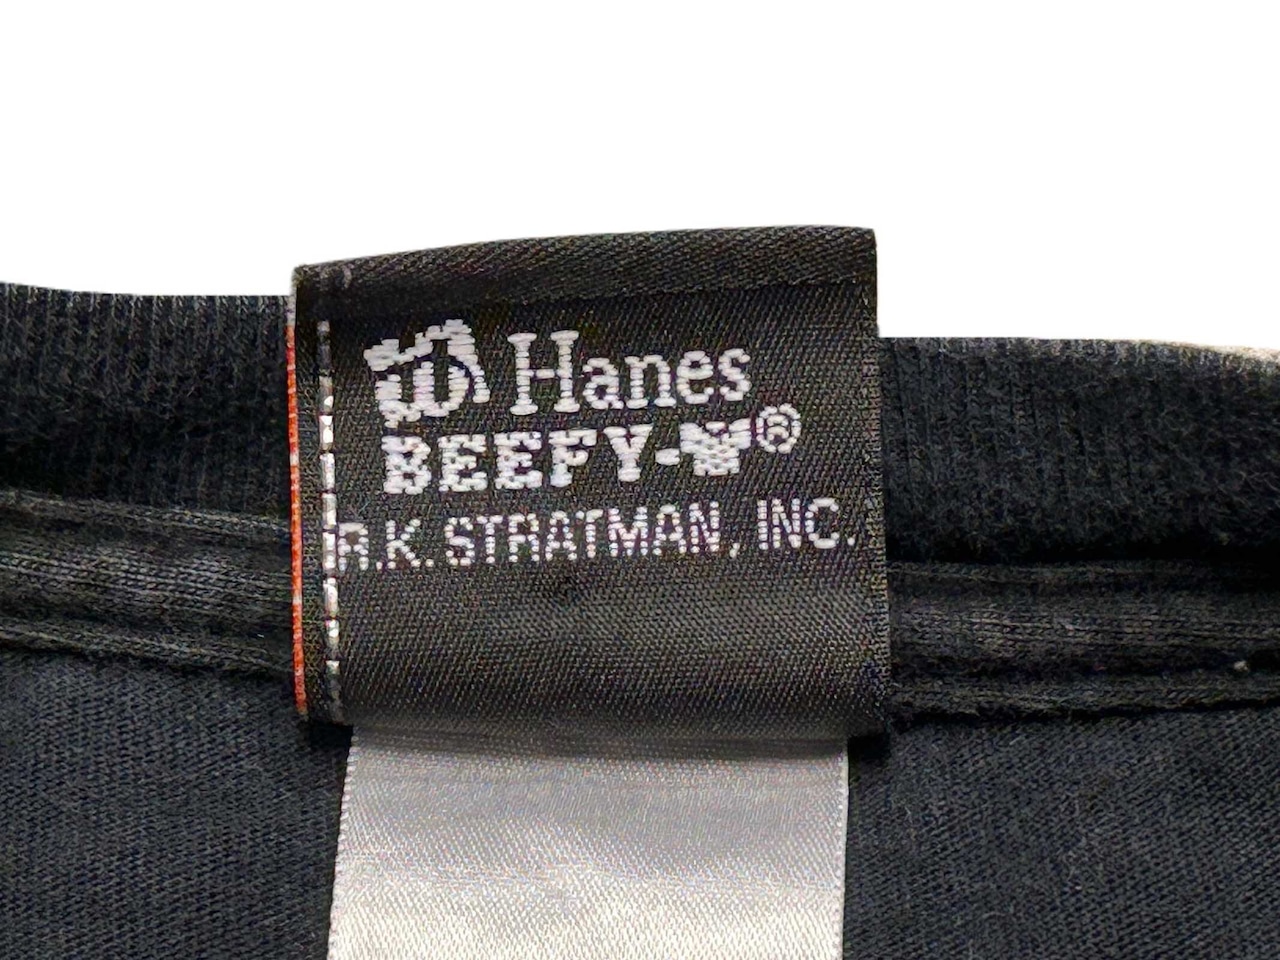 Hanes
BEEFY-®
R.K. STRATMAN, INC.